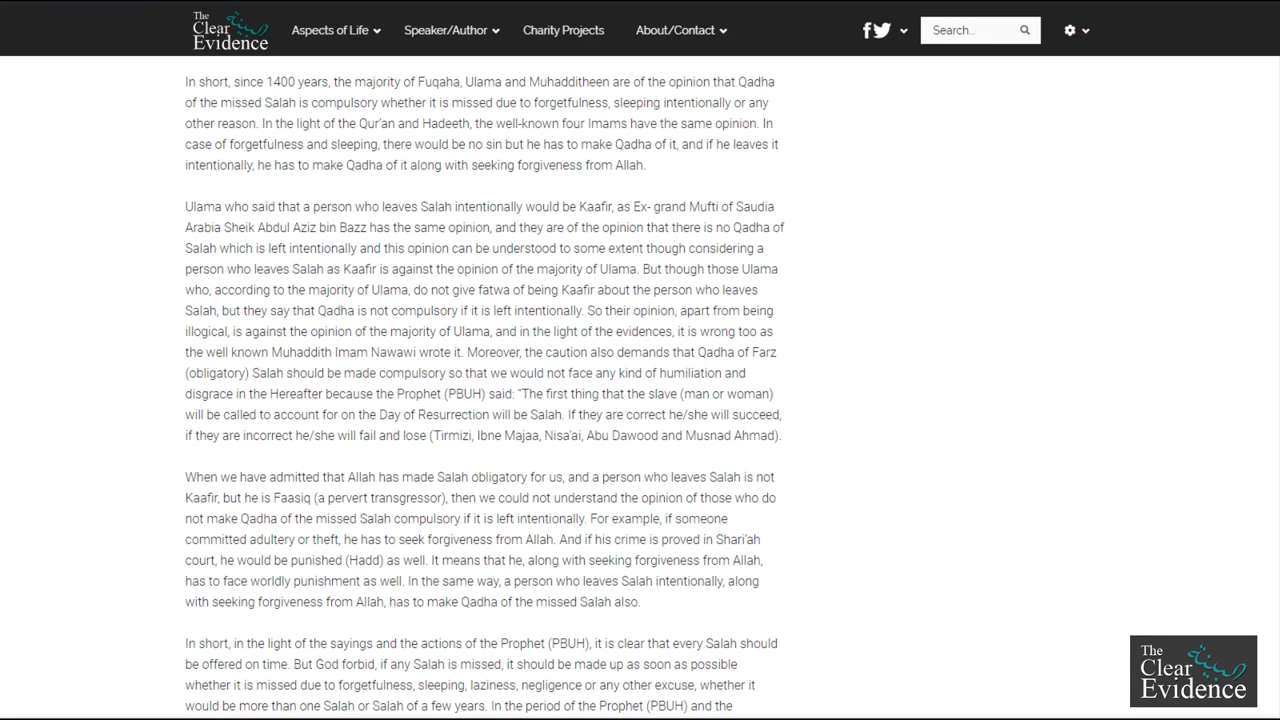 The
Clear
Evidence
البينة
Aspects of Life
Speaker/Author
Charity Projects
About/Contact
Search...
In short, since 1400 years, the majority of Fuqaha, Ulama and Muhadditheen are of the opinion that Qadha
of the missed Salah is compulsory whether it is missed due to forgetfulness, sleeping intentionally or any
other reason. In the light of the Qur'an and Hadeeth, the well-known four Imams have the same opinion. In
case of forgetfulness and sleeping, there would be no sin but he has to make Qadha of it, and if he leaves it
intentionally, he has to make Qadha of it along with seeking forgiveness from Allah.
Ulama who said that a person who leaves Salah intentionally would be Kaafir, as Ex- grand Mufti of Saudia
Arabia Sheik Abdul Aziz bin Bazz has the same opinion, and they are of the opinion that there is no Qadha of
Salah which is left intentionally and this opinion can be understood to some extent though considering a
person who leaves Salah as Kaafir is against the opinion of the majority of Ulama. But though those Ulama
who, according to the majority of Ulama, do not give fatwa of being Kaafir about the person who leaves
Salah, but they say that Qadha is not compulsory if it is left intentionally. So their opinion, apart from being
illogical, is against the opinion of the majority of Ulama, and in the light of the evidences, it is wrong too as
the well known Muhaddith Imam Nawawi wrote it. Moreover, the caution also demands that Qadha of Farz
(obligatory) Salah should be made compulsory so that we would not face any kind of humiliation and
disgrace in the Hereafter because the Prophet (PBUH) said: “The first thing that the slave (man or woman)
will be called to account for on the Day of Resurrection will be Salah. If they are correct he/she will succeed,
if they are incorrect he/she will fail and lose (Tirmizi, Ibne Majaa, Nisa'ai, Abu Dawood and Musnad Ahmad).
When we have admitted that Allah has made Salah obligatory for us, and a person who leaves Salah is not
Kaafir, but he is Faasiq (a pervert transgressor), then we could not understand the opinion of those who do
not make Qadha of the missed Salah compulsory if it is left intentionally. For example, if someone
committed adultery or theft, he has to seek forgiveness from Allah. And if his crime is proved in Shari'ah
court, he would be punished (Hadd) as well. It means that he, along with seeking forgiveness from Allah,
has to face worldly punishment as well. In the same way, a person who leaves Salah intentionally, along
with seeking forgiveness from Allah, has to make Qadha of the missed Salah also.
In short, in the light of the sayings and the actions of the Prophet (PBUH), it is clear that every Salah should
be offered on time. But God forbid, if any Salah is missed, it should be made up as soon as possible
whether it is missed due to forgetfulness, sleeping, laziness, negligence or any other excuse, whether it
would be more than one Salah or Salah of a few years. In the period of the Prophet (PBUH) and the
The
Clear
Evidence
البينة